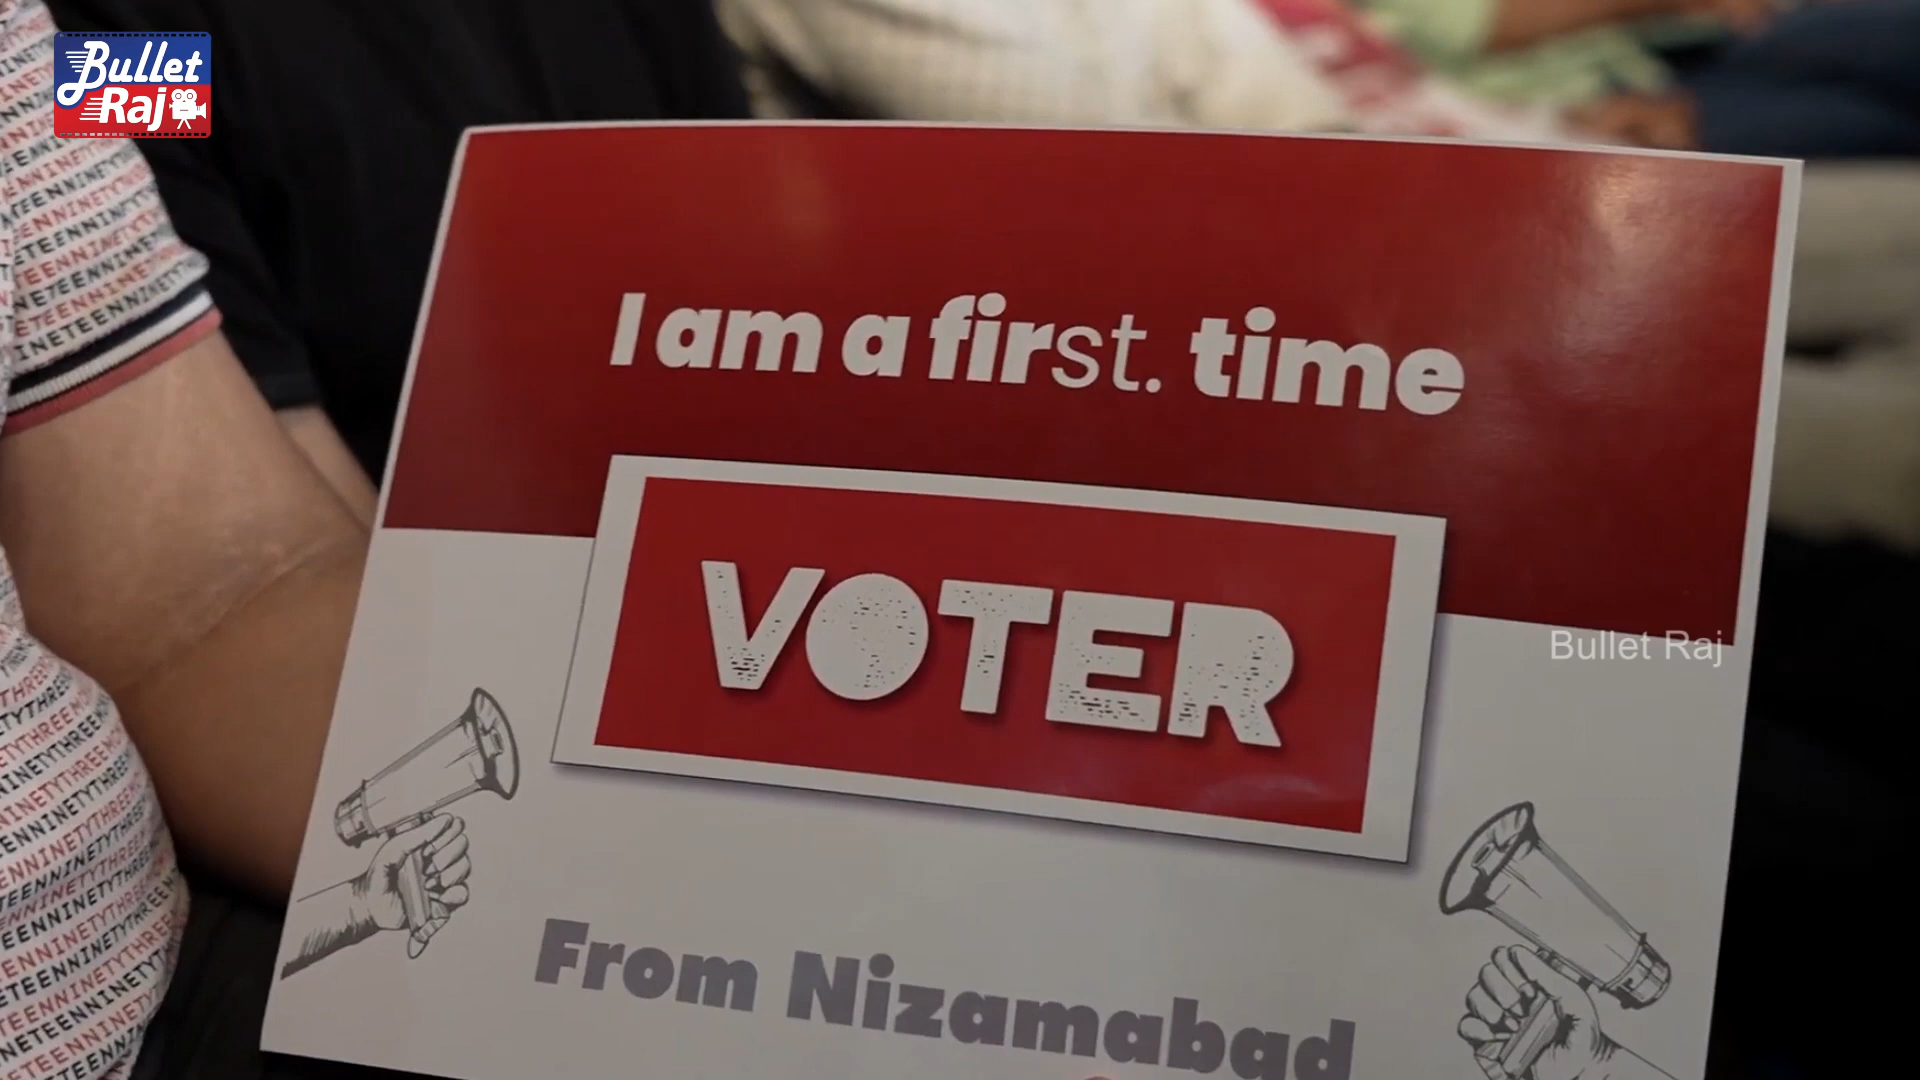 Bullet
Raj
I am a first. time
VOTER
Bullet Raj
From Nizamabad